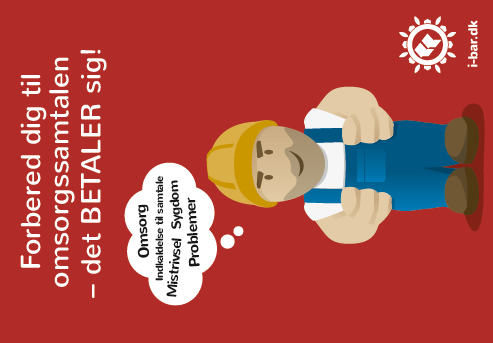 Forbered dig til
omsorgssamtalen
– det BETALER sig!
Omsorg
Indkaldelse til samtale
Mistrivsel Sygdom
Problemer
i-bar.dk